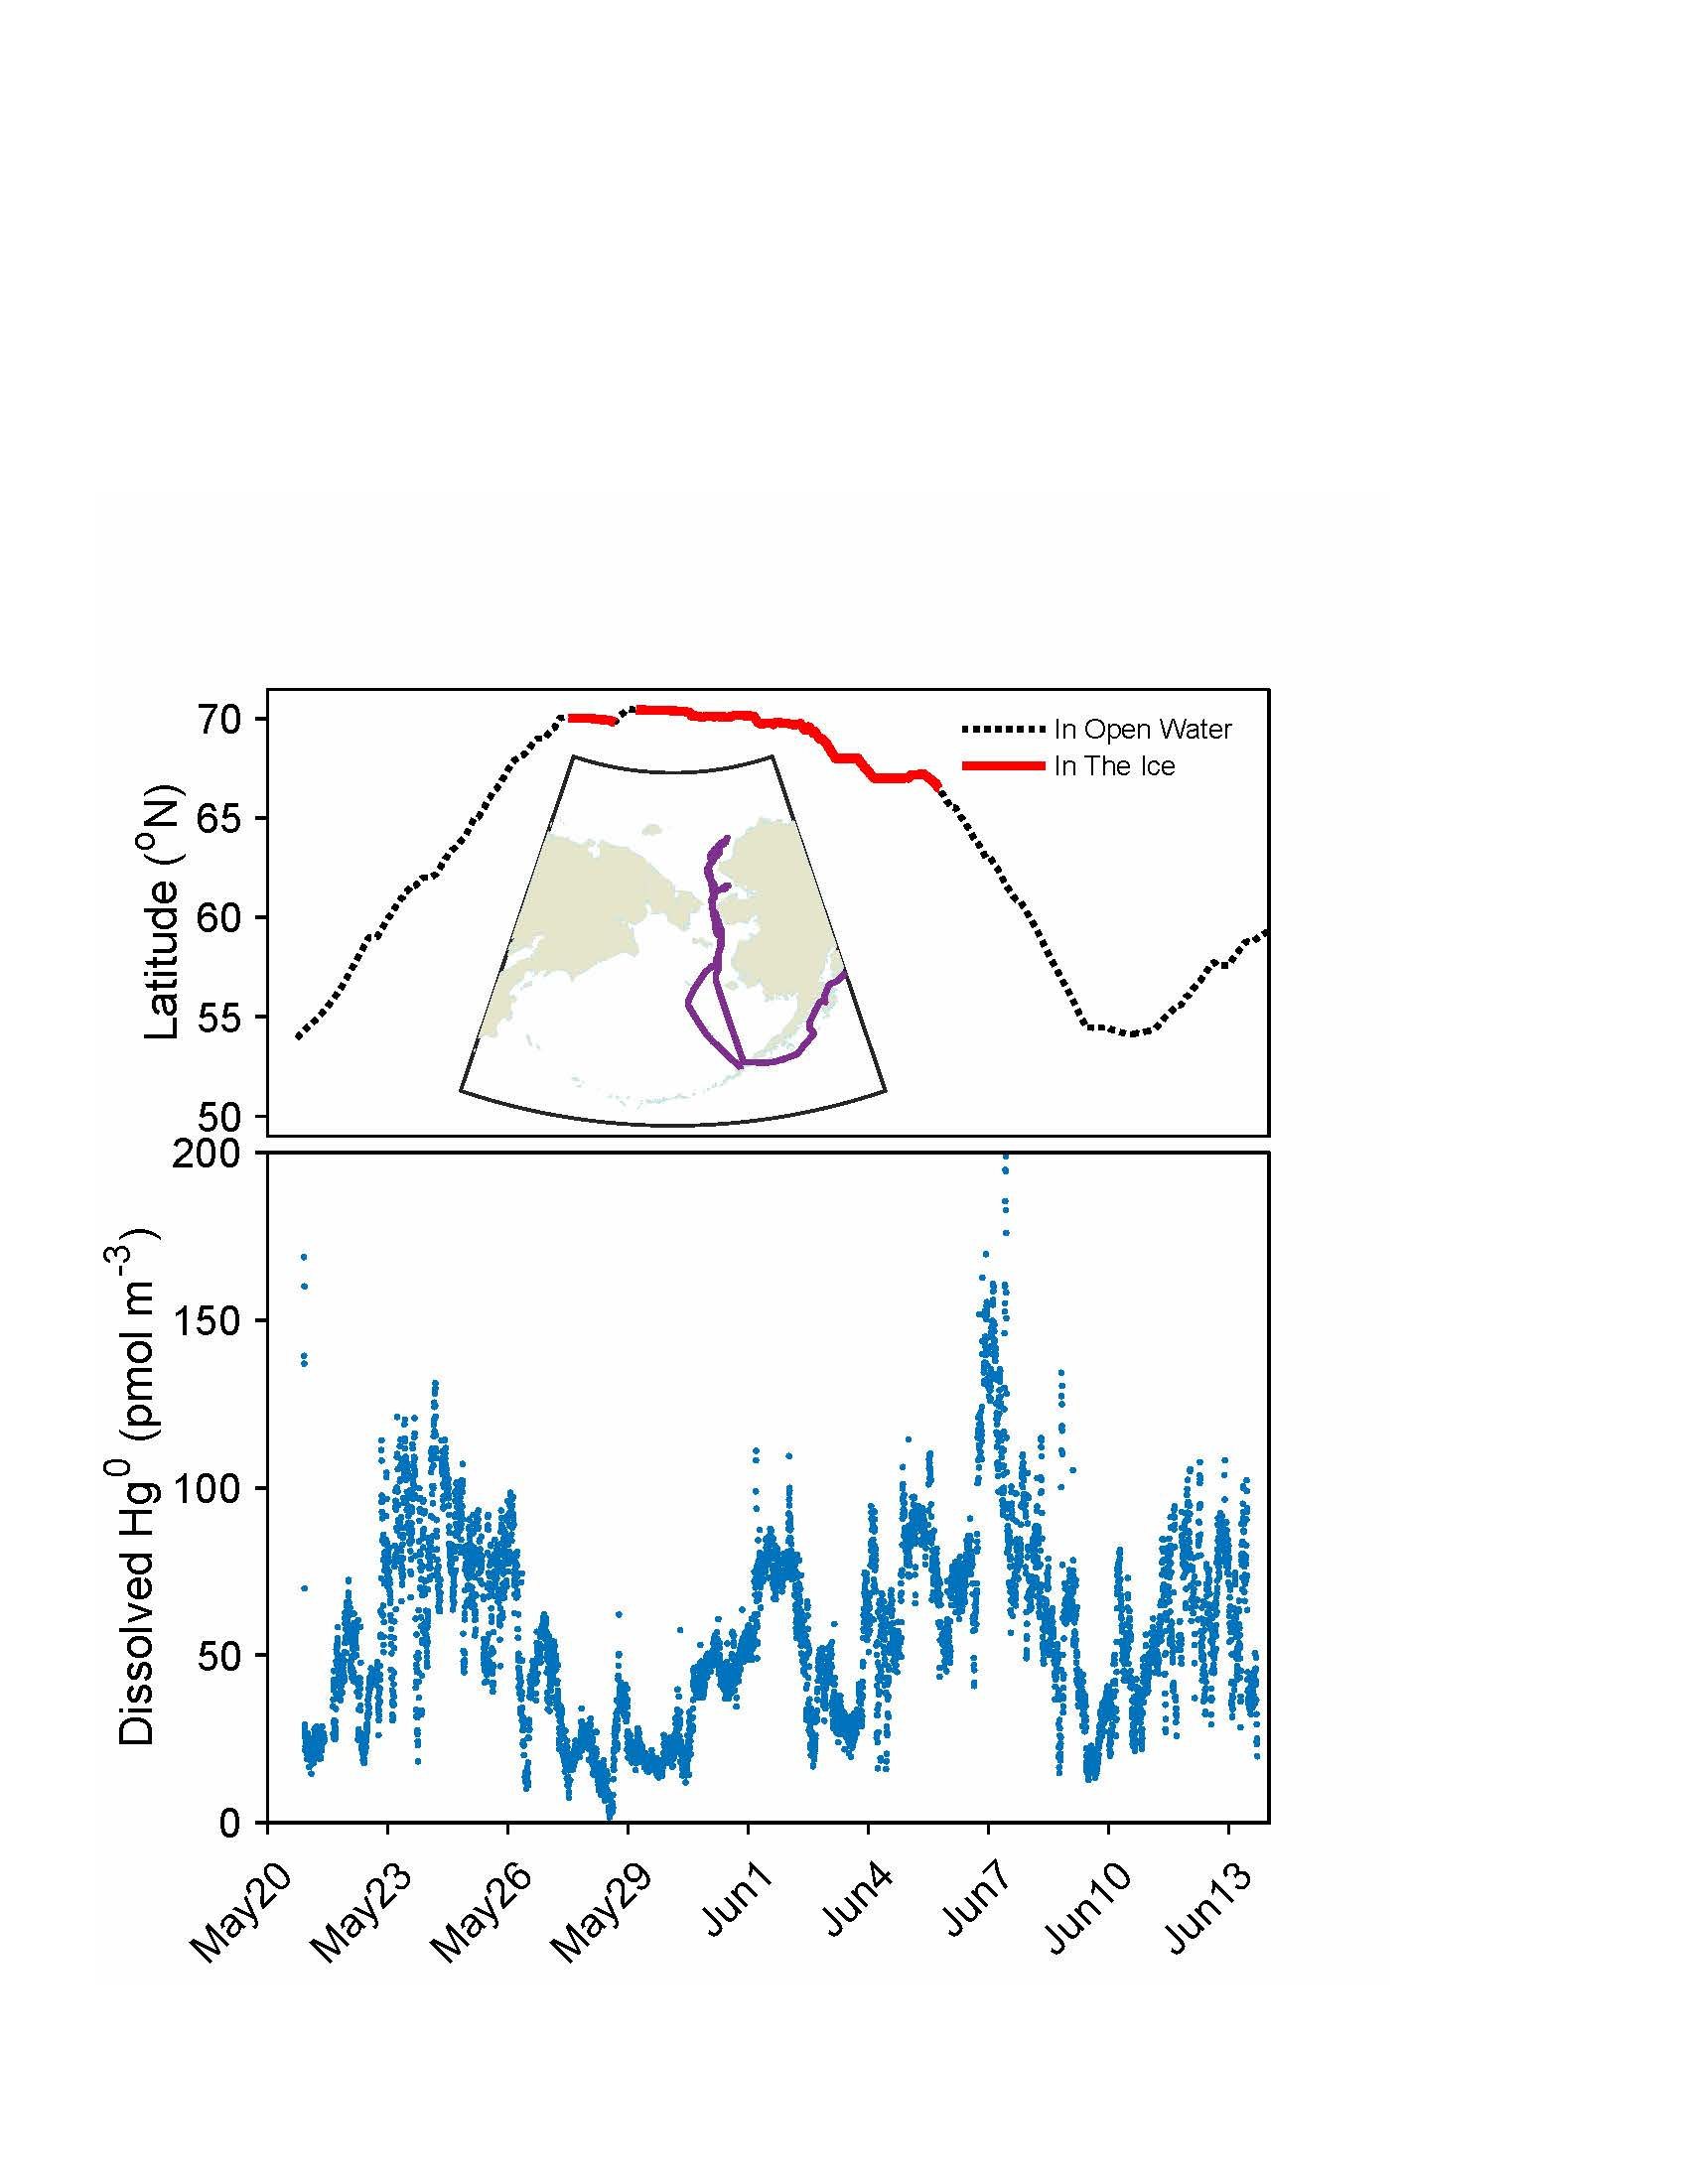 70
65
60
55
50
Latitude (°N)
In Open Water
In The Ice
200
150
100
50
0
Dissolved Hg⁰ (pmol m⁻³)
May20
May23
May26
May29
Jun1
Jun4
Jun7
Jun10
Jun13